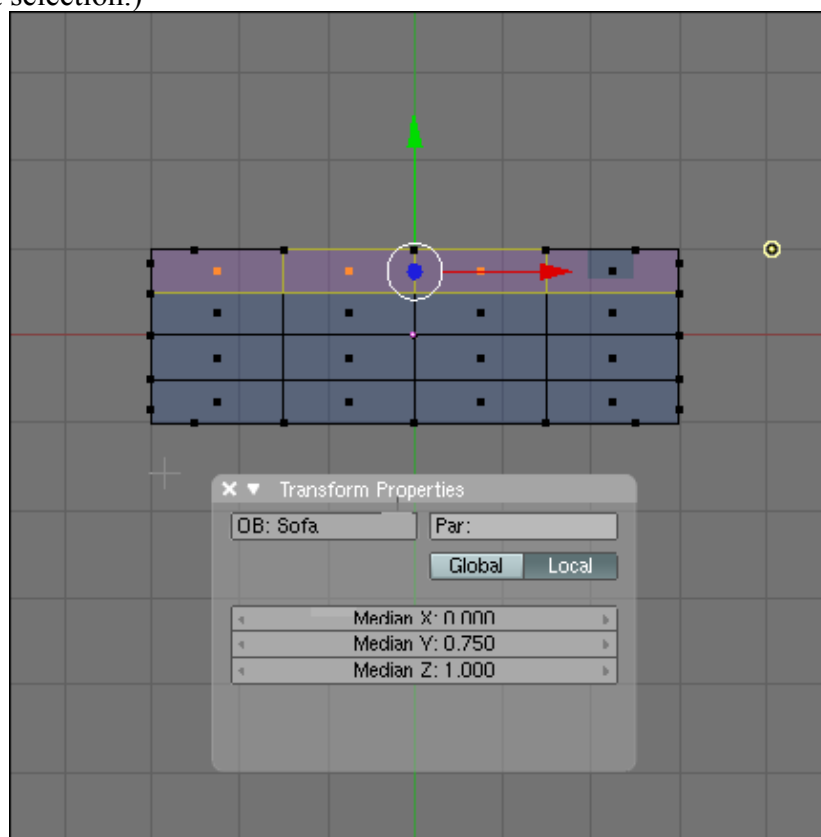 selection.)
Transform Properties
OB: Sofa
Par:
Global
Local
Median X: 0.000
Median Y: 0.750
Median Z: 1.000